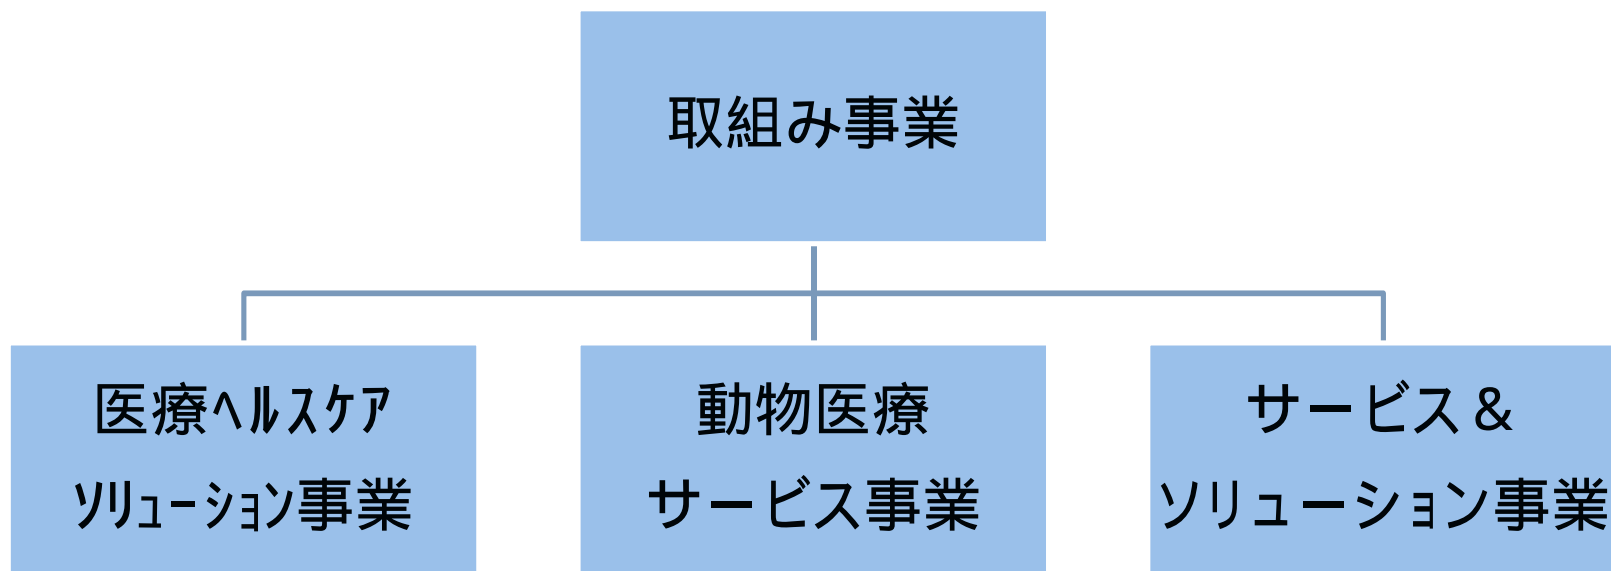 取組み事業
医療ﾍﾙｽｹｱ
ｿﾘｭｰｼｮﾝ事業
動物医療
サービス事業
サービス＆
ソリューション事業